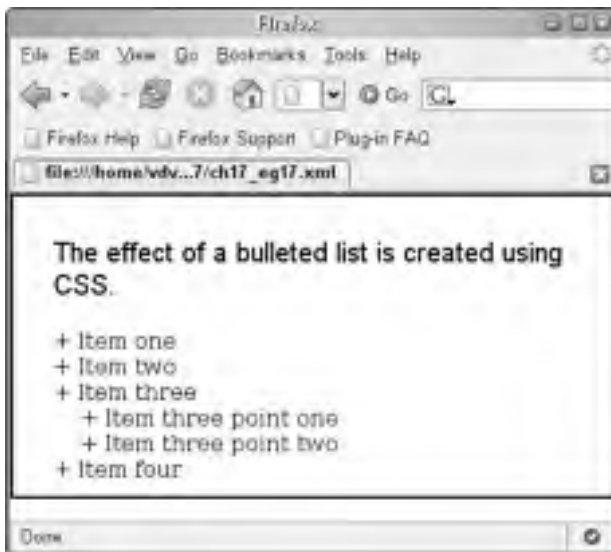 Firefox
File Edit View Go Bookmarks Tools Help
Go G
Firefox Help Firefox Support Plug-in FAQ
file:///home/vdv...7/ch17_eg17.xml
The effect of a bulleted list is created using
CSS.
+ Item one
+ Item two
+ Item three
+ Item three point one
+ Item three point two
+ Item four
Done